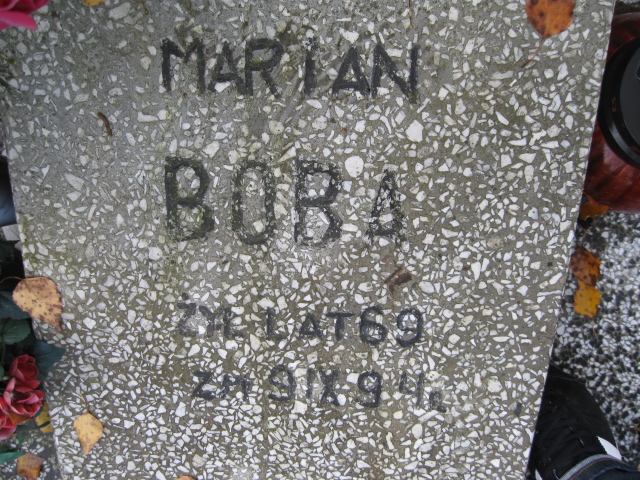 MARIAN
BOBA
ŻYŁ LAT 69
ZM 9 IX 94 R